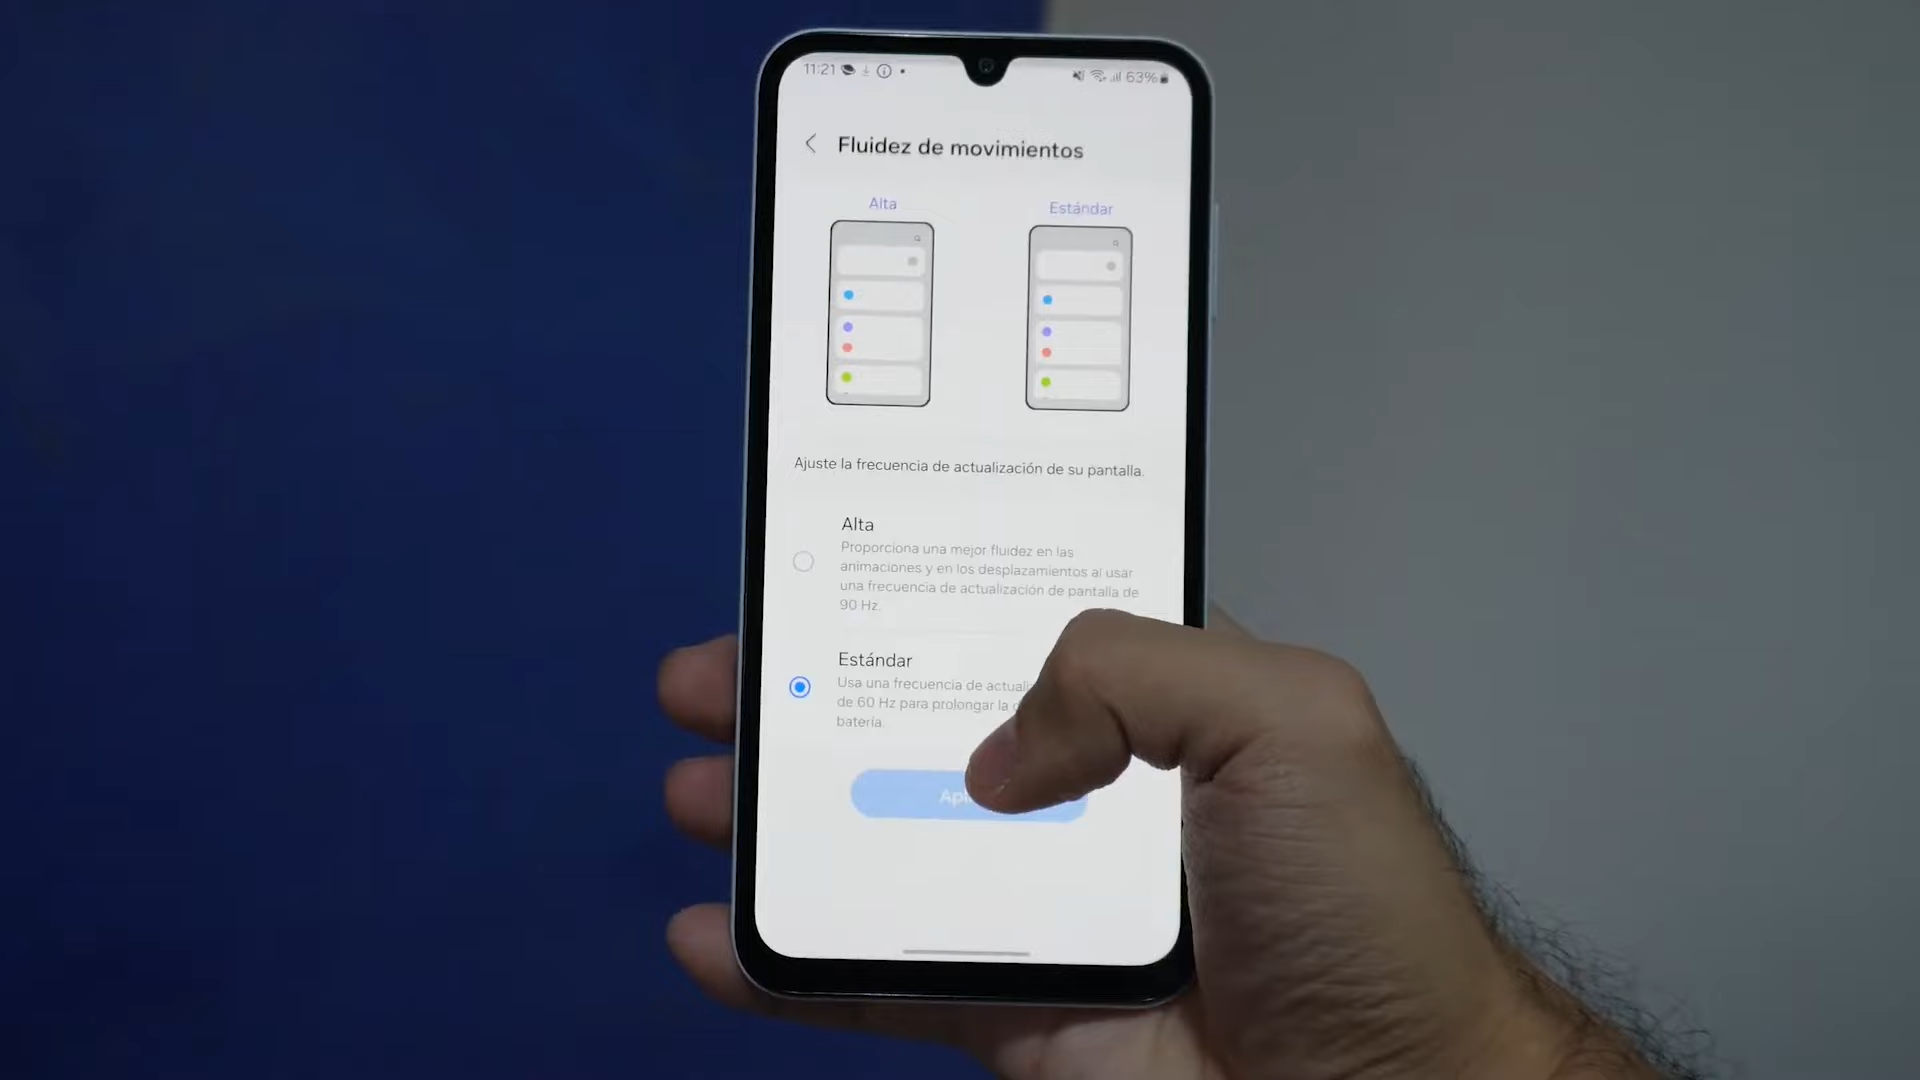 11:21
63%
Fluidez de movimientos
Alta
Estándar
Ajuste la frecuencia de actualización de su pantalla.
Alta
Proporciona una mejor fluidez en las
animaciones y en los desplazamientos al usar
una frecuencia de actualización de pantalla de
90 Hz.
Estándar
Usa una frecuencia de
de 60 Hz para prolongar la
batería.